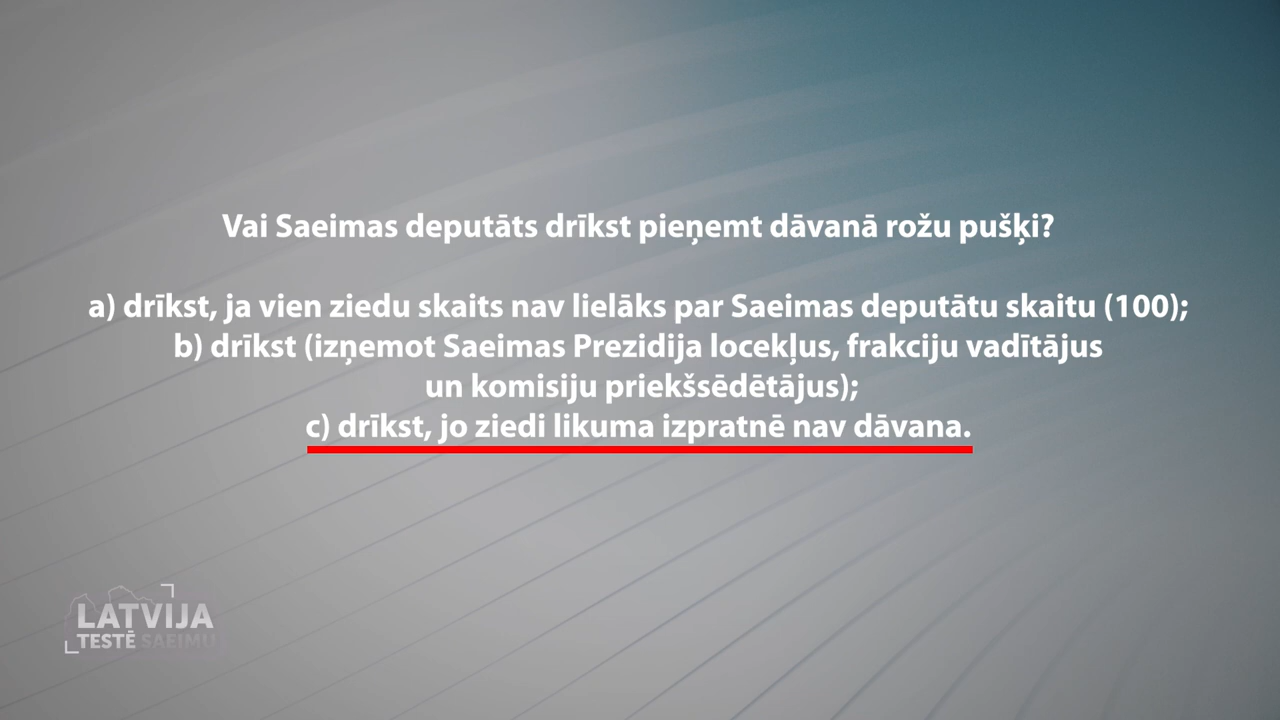 Vai Saeimas deputāts drīkst pieņemt dāvanā rožu pušķi?
a) drīkst, ja vien ziedu skaits nav lielāks par Saeimas deputātu skaitu (100);
b) drīkst (izņemot Saeimas Prezidija locekļus, frakciju vadītājus
un komisiju priekšsēdētājus);
c) drīkst, jo ziedi likuma izpratnē nav dāvana.
LATVIJA
TESTĒ SAEIMU